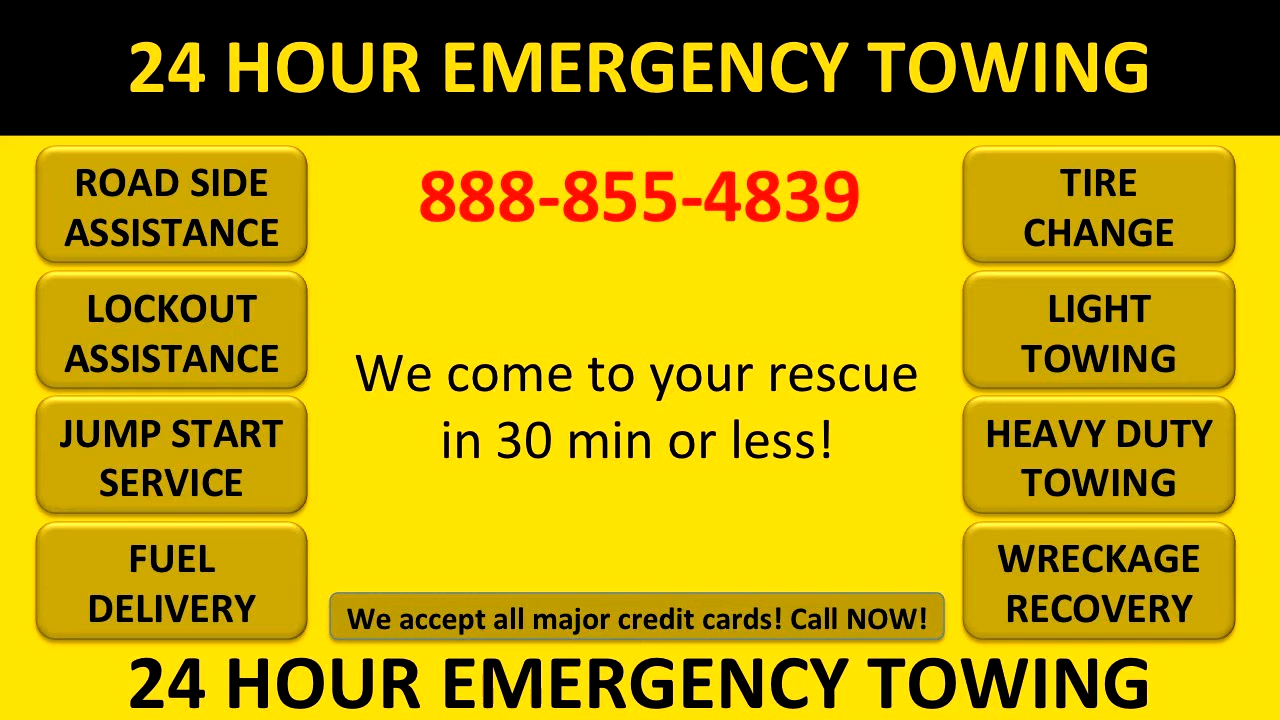 24 HOUR EMERGENCY TOWING
ROAD SIDE
ASSISTANCE
LOCKOUT
ASSISTANCE
JUMP START
SERVICE
FUEL
DELIVERY
888-855-4839
We come to your rescue
in 30 min or less!
We accept all major credit cards! Call NOW!
TIRE
CHANGE
LIGHT
TOWING
HEAVY DUTY
TOWING
WRECKAGE
RECOVERY
24 HOUR EMERGENCY TOWING